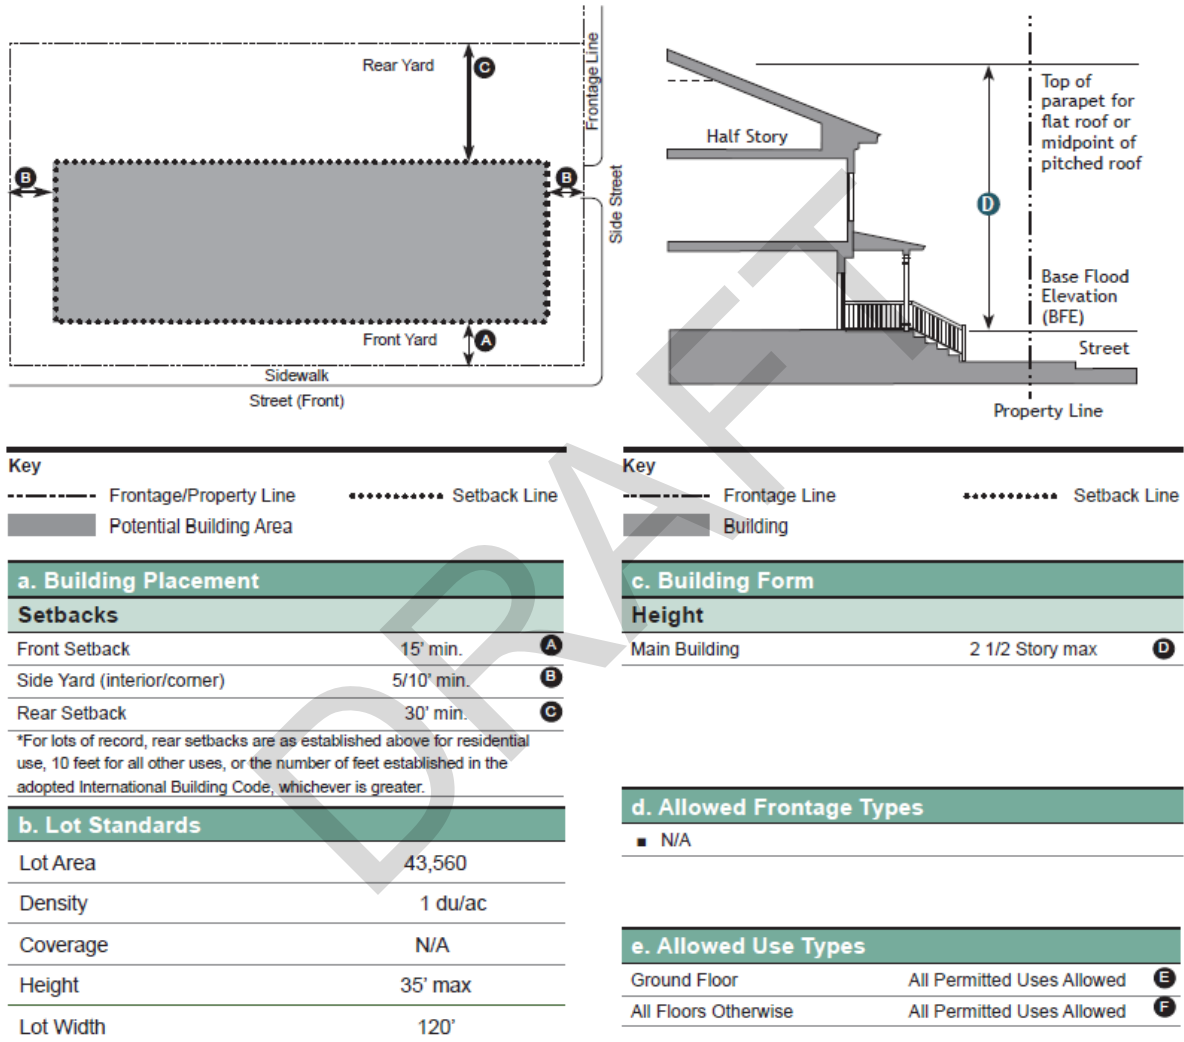 Rear Yard
C
Frontage Line
B
B
Side Street
Front Yard
A
Sidewalk
Street (Front)
Half Story
D
Top of
parapet for
flat roof or
midpoint of
pitched roof
Base Flood
Elevation
(BFE)
Street
Property Line
Key
Frontage/Property Line
Setback Line
Potential Building Area
Key
Frontage Line
Setback Line
Building
a. Building Placement
Setbacks
Front Setback 15' min. A
Side Yard (interior/corner) 5/10' min. B
Rear Setback 30' min. C
*For lots of record, rear setbacks are as established above for residential
use, 10 feet for all other uses, or the number of feet established in the
adopted International Building Code, whichever is greater.
b. Lot Standards
Lot Area 43,560
Density 1 du/ac
Coverage N/A
Height 35' max
Lot Width 120'
c. Building Form
Height
Main Building 2 1/2 Story max D
d. Allowed Frontage Types
■ N/A
e. Allowed Use Types
Ground Floor All Permitted Uses Allowed E
All Floors Otherwise All Permitted Uses Allowed F
DRAFT